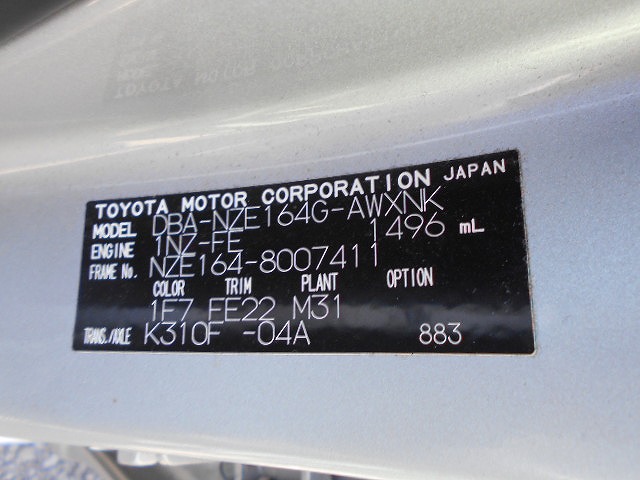 TOYOTA MOTOR CORPORATION JAPAN
MODEL DBA-NZE164G-AWXNK
ENGINE 1NZ-FE 1496 mL
FRAME No. NZE164-8007411
COLOR TRIM PLANT OPTION
1F7 FE22 M31
TRANS./AXLE K310F -04A 883